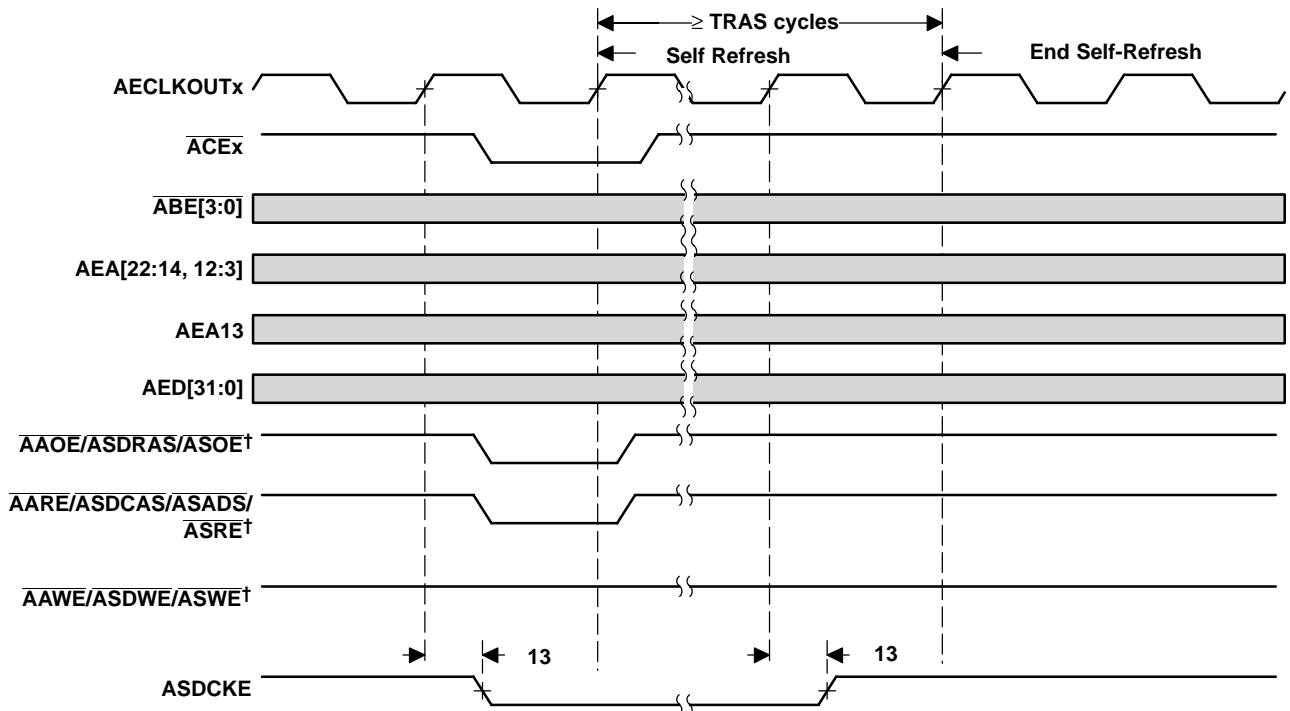 ≥ TRAS cycles
Self Refresh
End Self-Refresh
AECLKOUTx
ACEx
ABE[3:0]
AEA[22:14, 12:3]
AEA13
AED[31:0]
AAOE/ASDRAS/ASOE†
AARE/ASDCAS/ASADS/
ASRE†
AAWE/ASDWE/ASWE†
13
13
ASDCKE